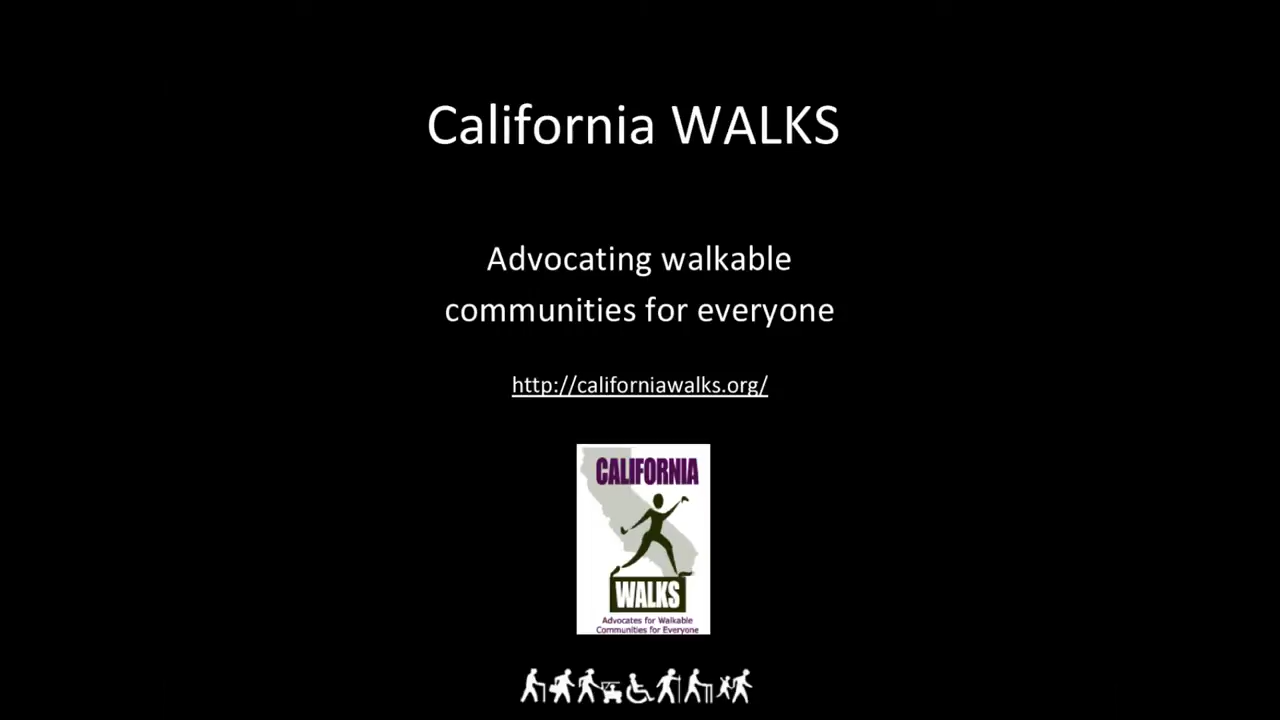 California WALKS
Advocating walkable
communities for everyone
http://californiawalks.org/
CALIFORNIA
WALKS
Advocates for Walkable
Communities for Everyone